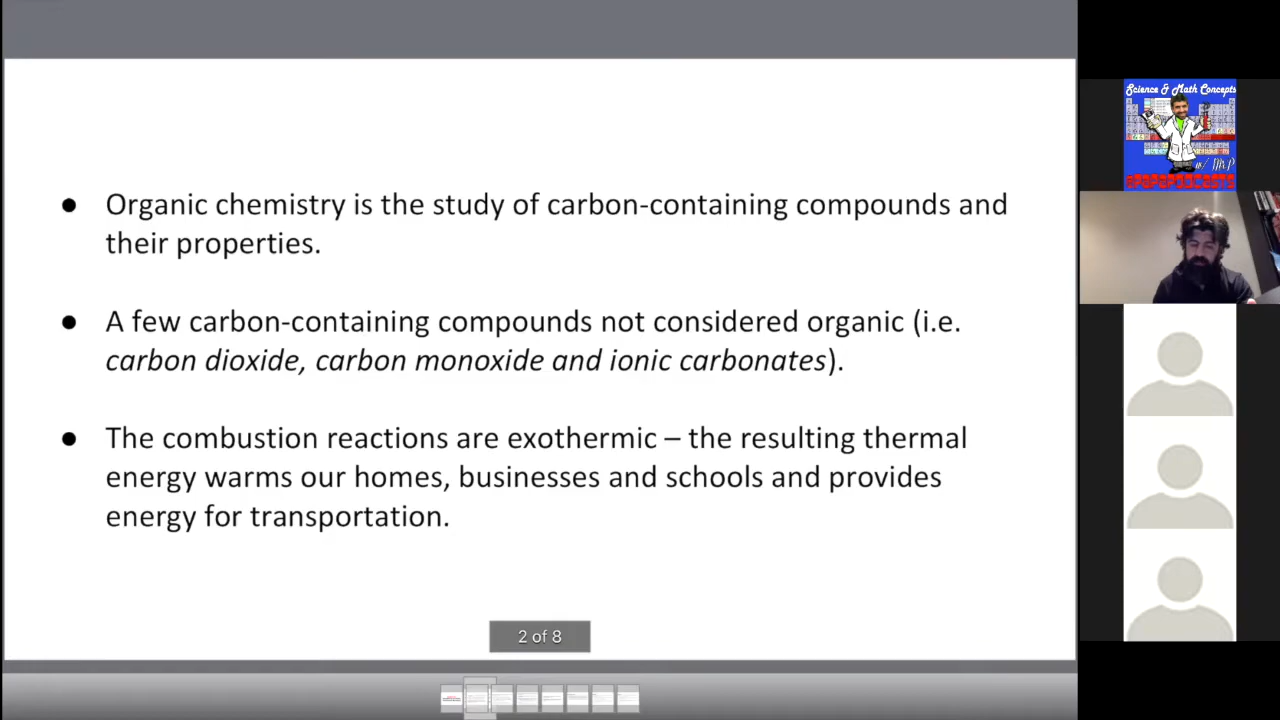 ● Organic chemistry is the study of carbon-containing compounds and
their properties.
● A few carbon-containing compounds not considered organic (i.e.
carbon dioxide, carbon monoxide and ionic carbonates).
● The combustion reactions are exothermic – the resulting thermal
energy warms our homes, businesses and schools and provides
energy for transportation.
2 of 8
Science & Math Concepts
w/ Mr.P